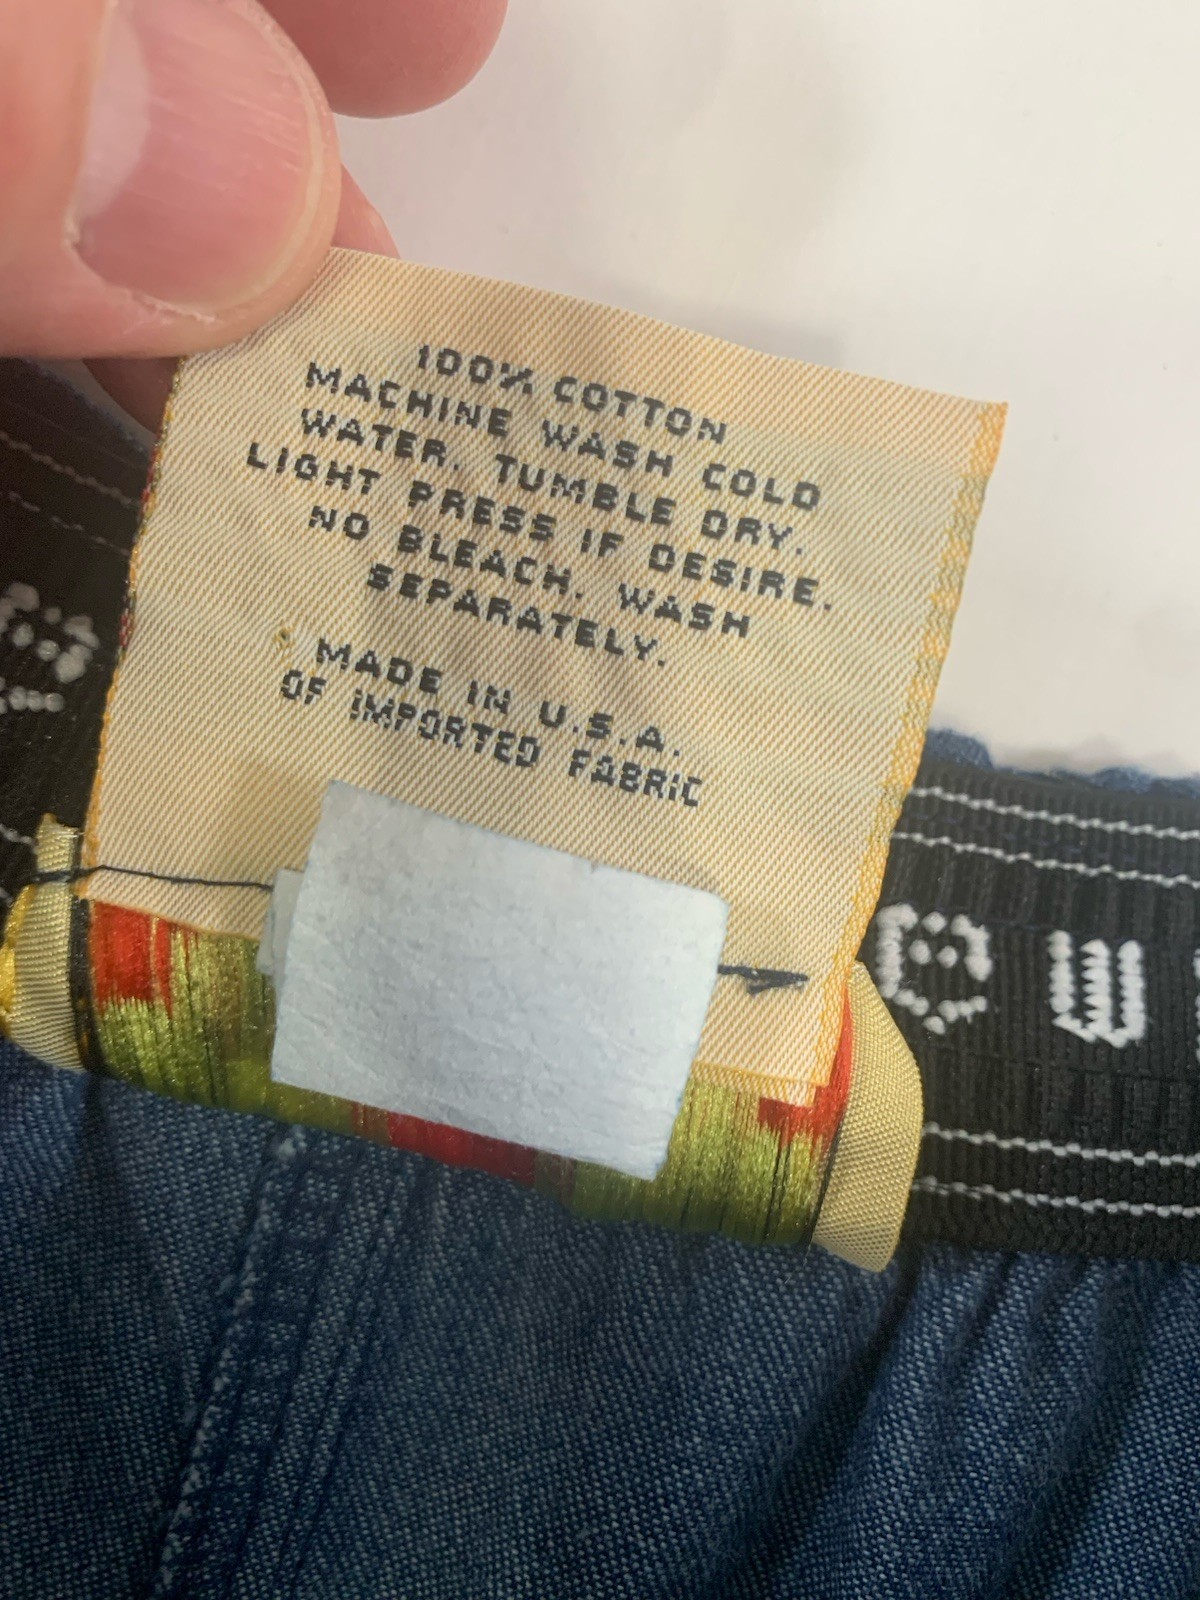 100% COTTON
MACHINE WASH COLD
WATER. TUMBLE DRY.
LIGHT PRESS IF DESIRE.
NO BLEACH. WASH
SEPARATELY.
MADE IN U.S.A.
OF IMPORTED FABRIC